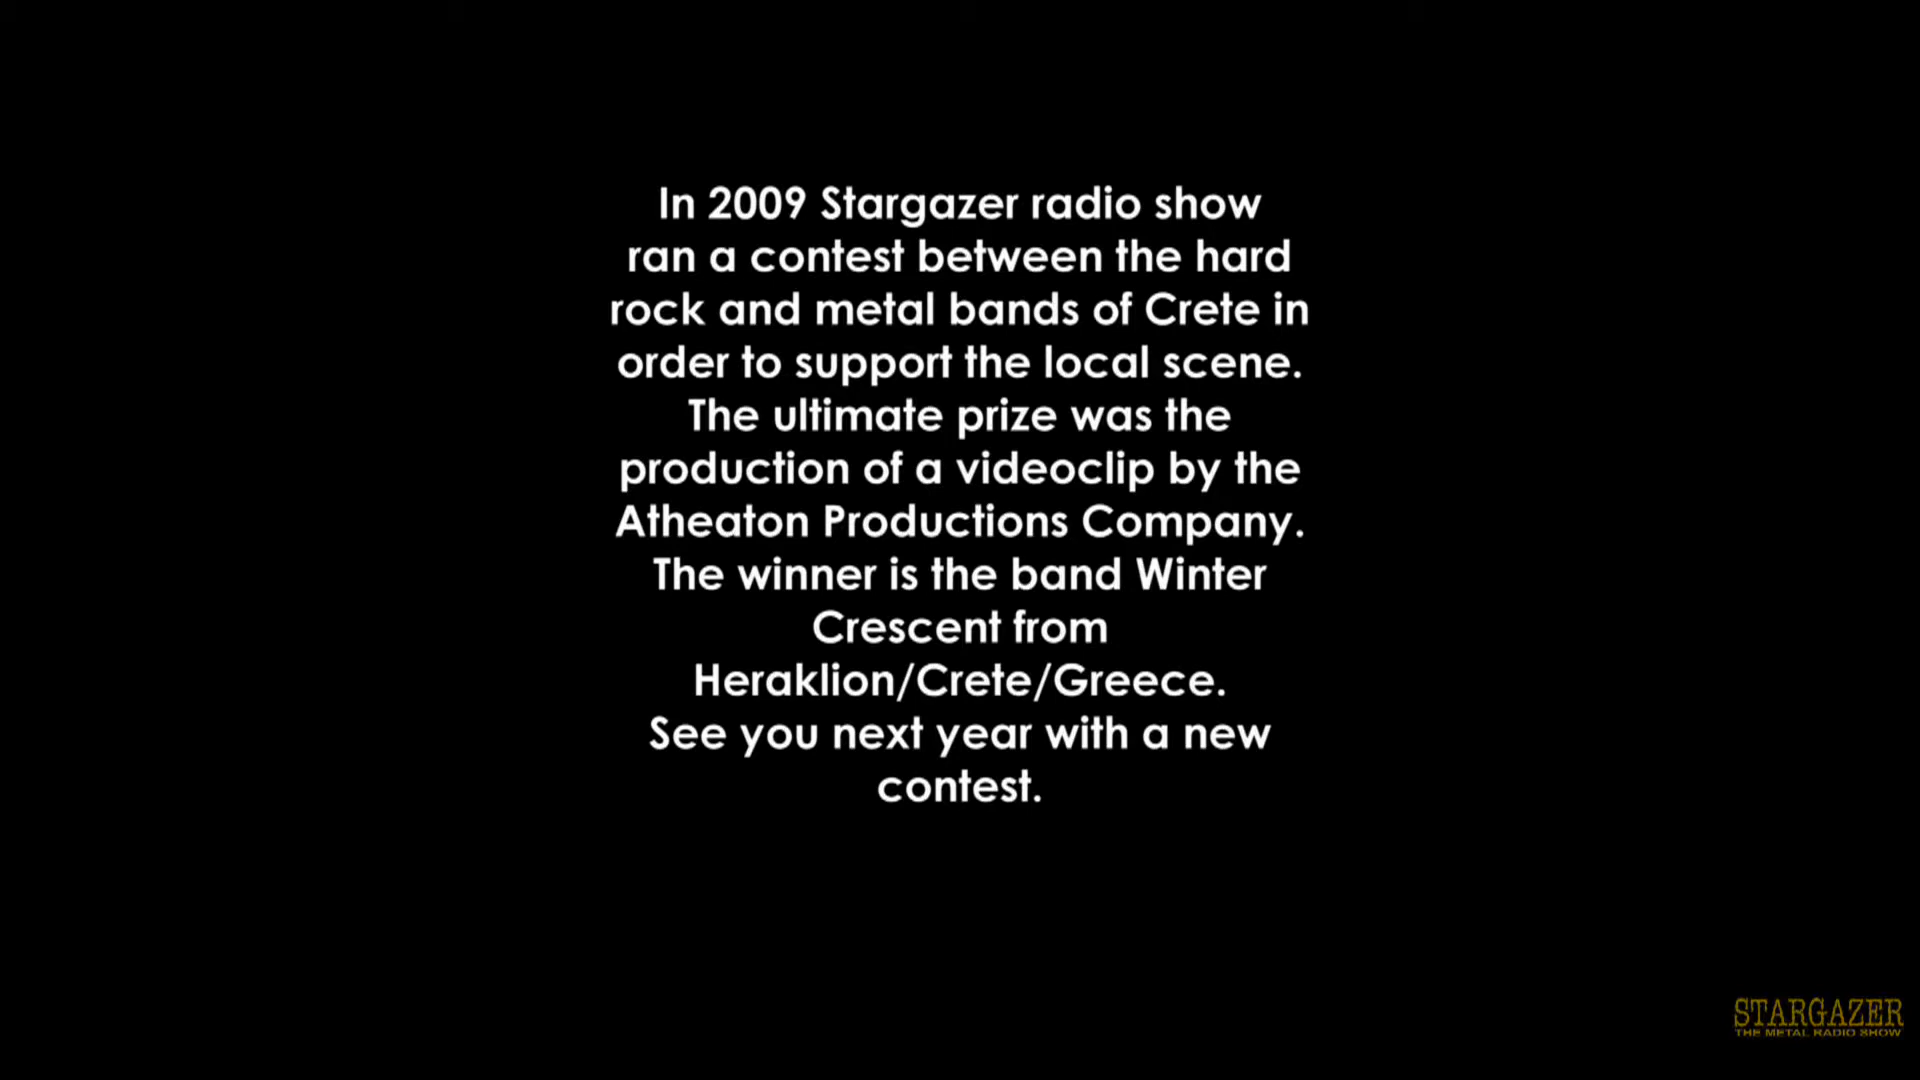 In 2009 Stargazer radio show
ran a contest between the hard
rock and metal bands of Crete in
order to support the local scene.
The ultimate prize was the
production of a videoclip by the
Atheaton Productions Company.
The winner is the band Winter
Crescent from
Heraklion/Crete/Greece.
See you next year with a new
contest.
STARGAZER
THE METAL RADIO SHOW